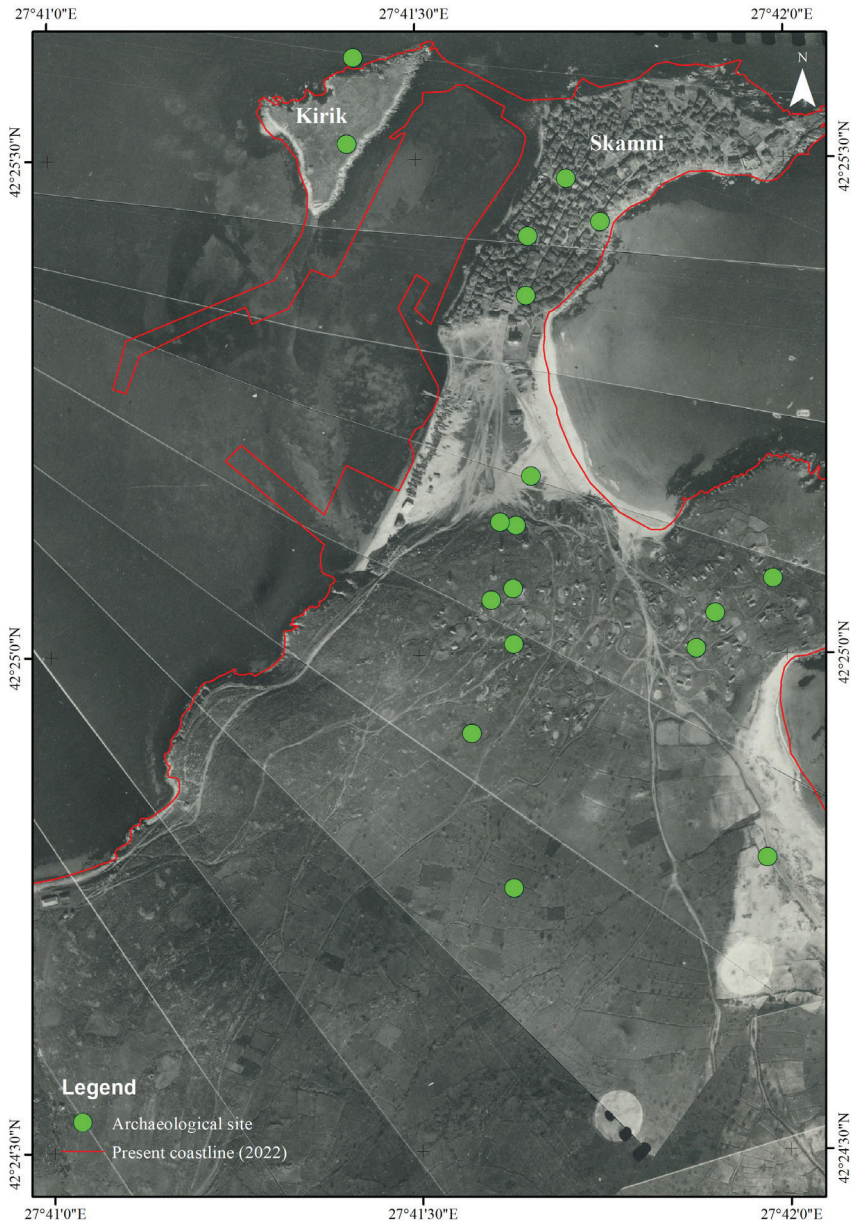 27°41'0"E 27°41'30"E 27°42'0"E
N
Kirik
Skamni
42°25'30"N 42°25'30"N
42°25'0"N 42°25'0"N
Legend
Archaeological site
Present coastline (2022)
42°24'30"N 42°24'30"N
27°41'0"E 27°41'30"E 27°42'0"E